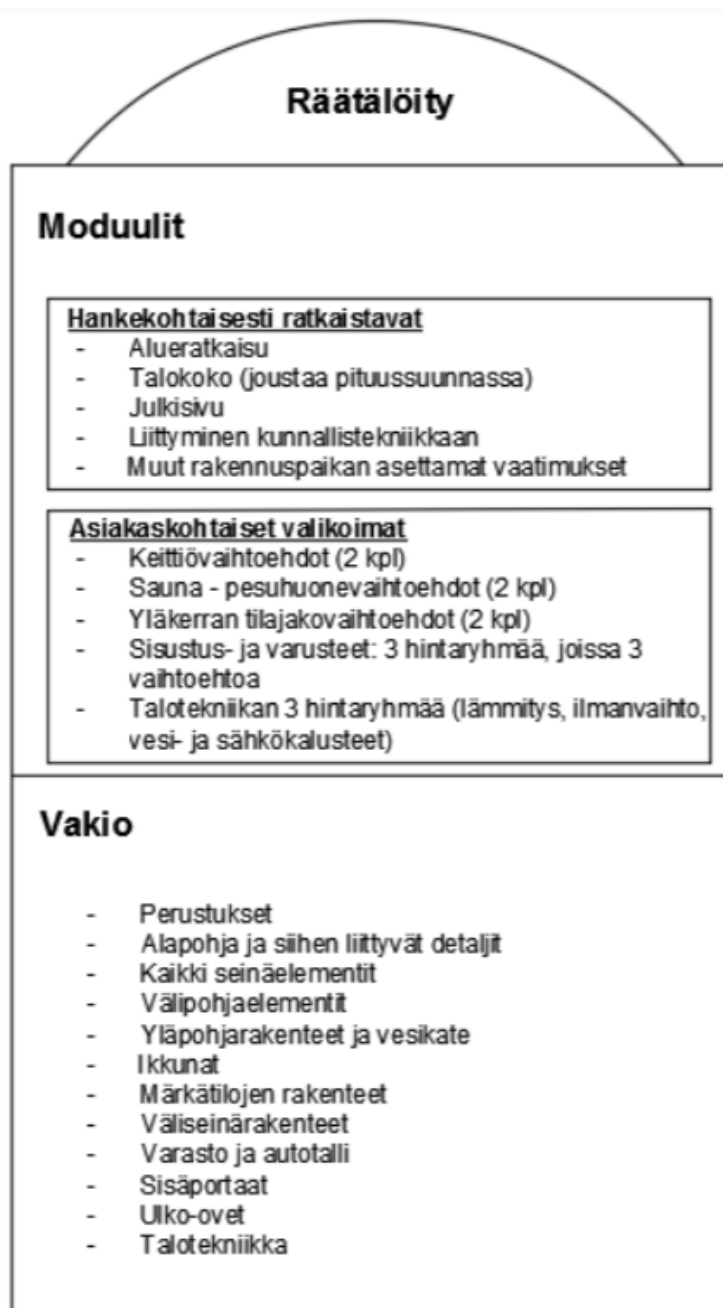 Räätälöity
Moduulit
Hankekohtaisesti ratkaistavat
- Alueratkaisu
- Talokoko (joustaa pituussuunnassa)
- Julkisivu
- Liittyminen kunnallistekniikkaan
- Muut rakennuspaikan asettamat vaatimukset
Asiakaskohtaiset valikoimat
- Keittiövaihtoehdot (2 kpl)
- Sauna - pesuhuonevaihtoehdot (2 kpl)
- Yläkerran tilajakovaihtoehdot (2 kpl)
- Sisustus- ja varusteet: 3 hintaryhmää, joissa 3
vaihtoehtoa
- Talotekniikan 3 hintaryhmää (lämmitys, ilmanvaihto,
vesi- ja sähkökalusteet)
Vakio
- Perustukset
- Alapohja ja siihen liittyvät detaljit
- Kaikki seinäelementit
- Välipohjaelementit
- Yläpohjarakenteet ja vesikate
- Ikkunat
- Märkätilojen rakenteet
- Väliseinärakenteet
- Varasto ja autotalli
- Sisäportaat
- Ulko-ovet
- Talotekniikka